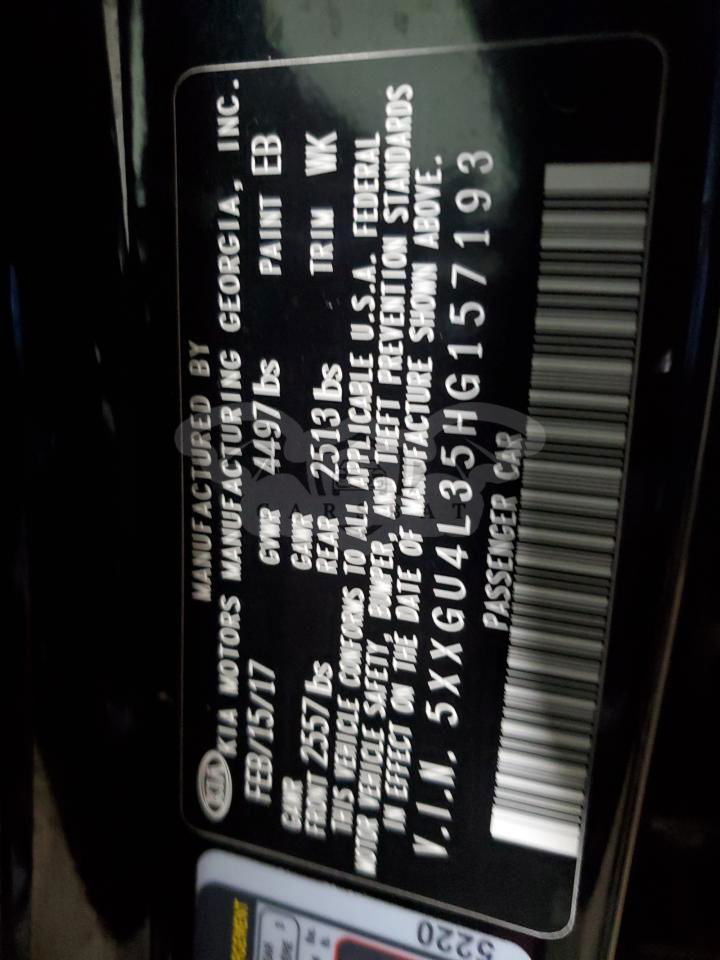 MANUFACTURED BY
KIA KIA MOTORS MANUFACTURING GEORGIA, INC.
FEB/15/17 GVWR 4497lbs PAINT EB
GAWR GAWR
FRONT 2557lbs REAR 2513lbs TRIM WK
THIS VEHICLE CONFORMS TO ALL APPLICABLE U.S.A. FEDERAL
MOTOR VEHICLE SAFETY, BUMPER, AND THEFT PREVENTION STANDARDS
IN EFFECT ON THE DATE OF MANUFACTURE SHOWN ABOVE.
V.I.N. 5XXGU4L35HG157193
PASSENGER CAR
5220